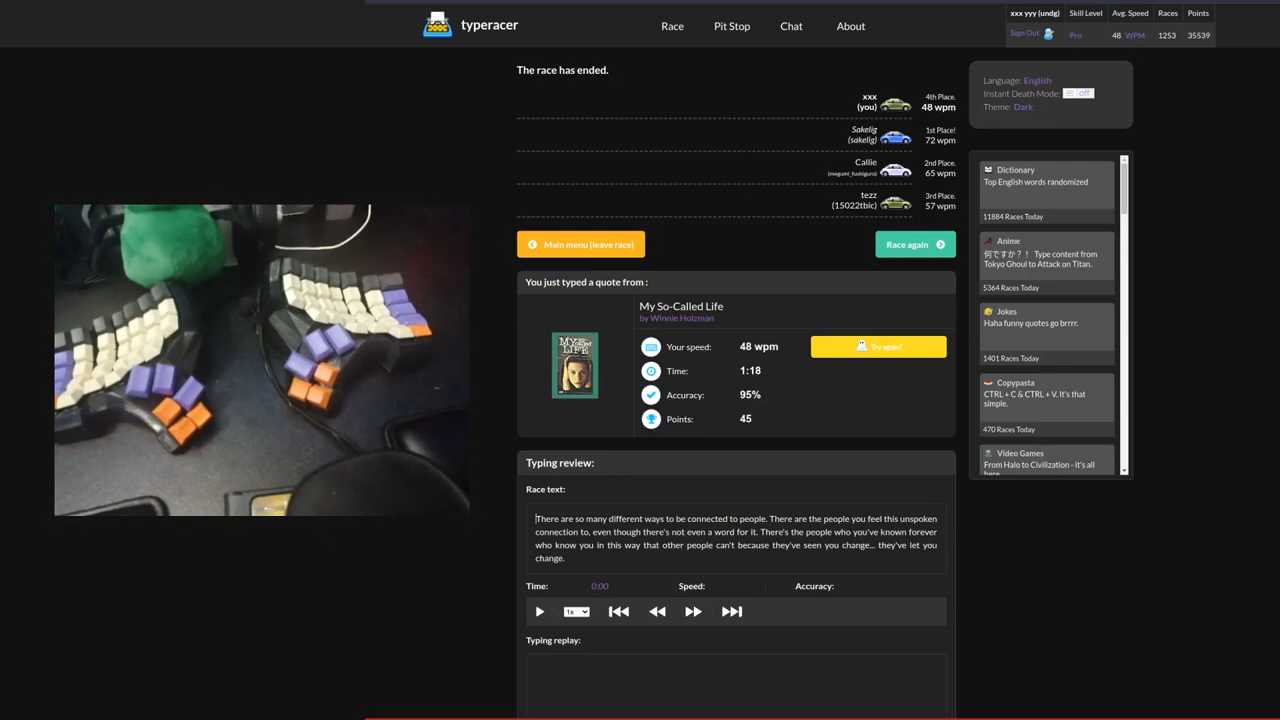 typeracer
Race
Pit Stop
Chat
About
xxx yyy (undg)
Skill Level
Avg. Speed
Races
Points
Sign Out
Pro
48 WPM
1253
35539
The race has ended.
xxx
(you)
4th Place.
48 wpm
Sakelig
(sakelig)
1st Place!
72 wpm
Callie
(megumi_fushiguro)
2nd Place.
65 wpm
tezz
(15022tbic)
3rd Place.
57 wpm
Main menu (leave race)
Race again
Language: English
Instant Death Mode: off
Theme: Dark
Dictionary
Top English words randomized
11884 Races Today
Anime
何ですか？！ Type content from
Tokyo Ghoul to Attack on Titan.
5364 Races Today
Jokes
Haha funny quotes go brrrr.
1401 Races Today
Copypasta
CTRL + C & CTRL + V. It's that
simple.
470 Races Today
Video Games
From Halo to Civilization - it's all
here.
You just typed a quote from :
My So-Called Life
by Winnie Holzman
Your speed: 48 wpm
Try again!
Time: 1:18
Accuracy: 95%
Points: 45
Typing review:
Race text:
There are so many different ways to be connected to people. There are the people you feel this unspoken
connection to, even though there's not even a word for it. There's the people who you've known forever
who know you in this way that other people can't because they've seen you change... they've let you
change.
Time: 0:00 Speed: Accuracy:
1x
Typing replay: